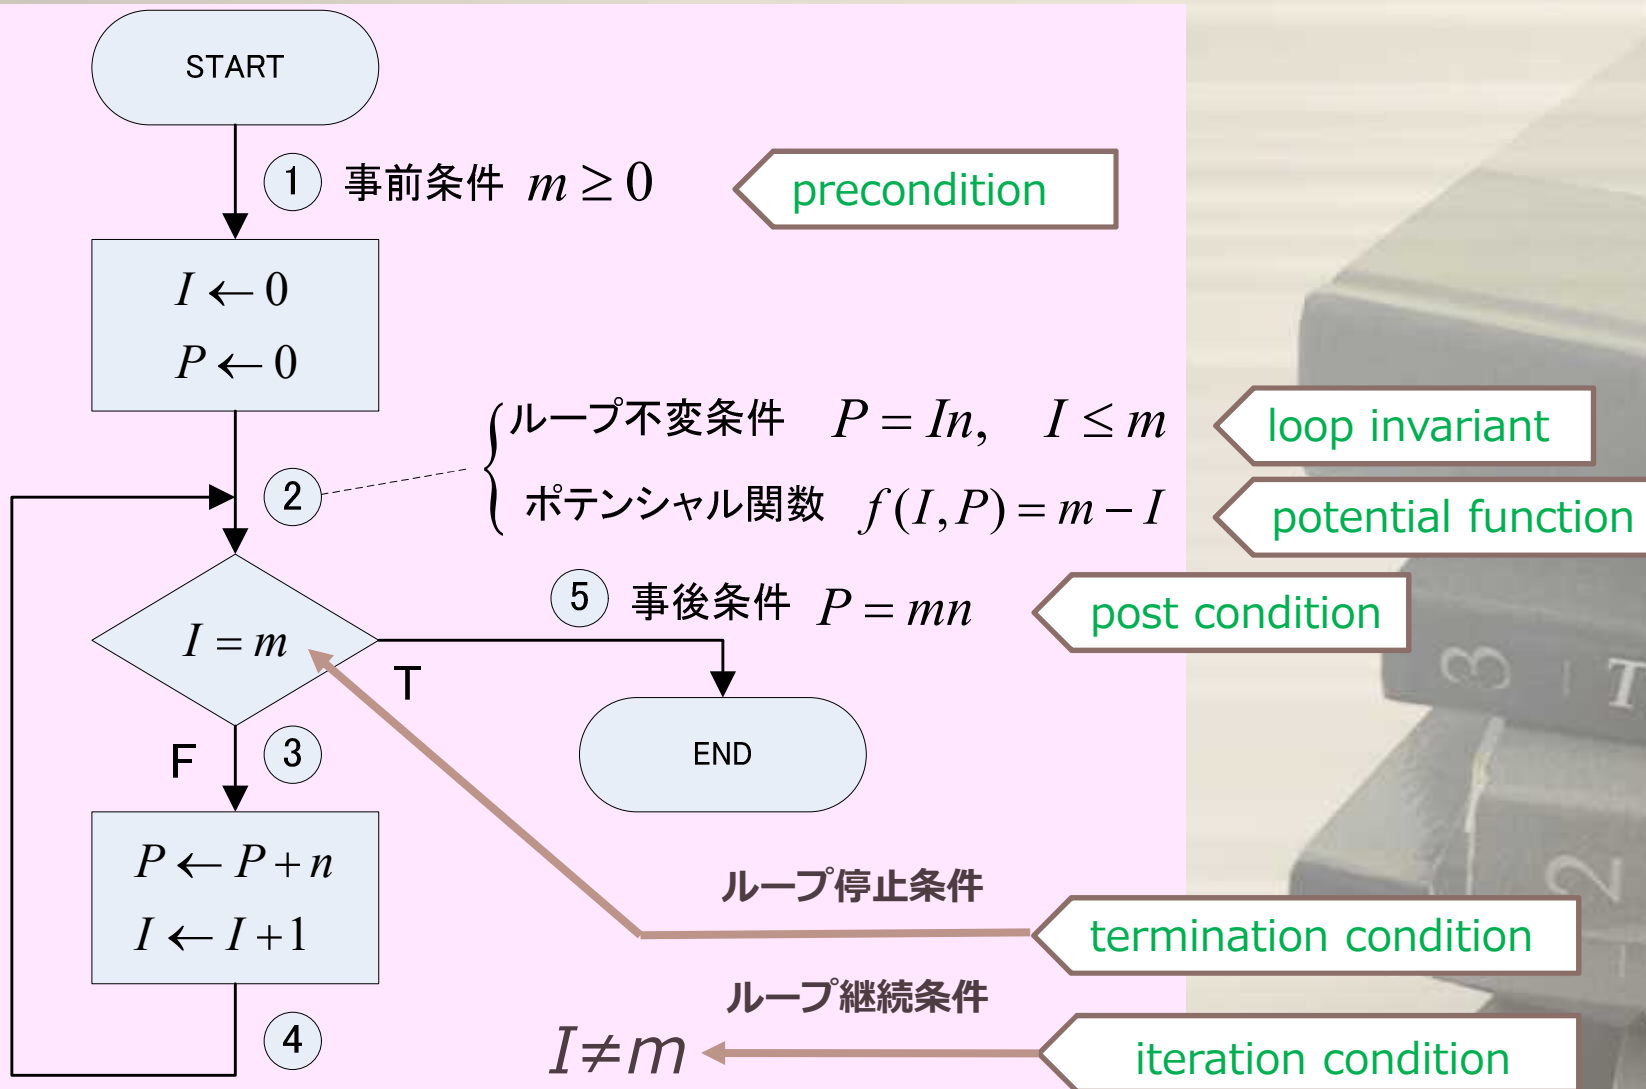 START
① 事前条件 m ≥ 0
precondition
I ← 0
P ← 0
② ループ不変条件 P = In, I ≤ m
loop invariant
ポテンシャル関数 f(I, P) = m − I
potential function
⑤ 事後条件 P = mn
post condition
I = m
T
F
③
END
P ← P + n
I ← I + 1
④
ループ停止条件
termination condition
ループ継続条件
I≠m
iteration condition
3
T
2